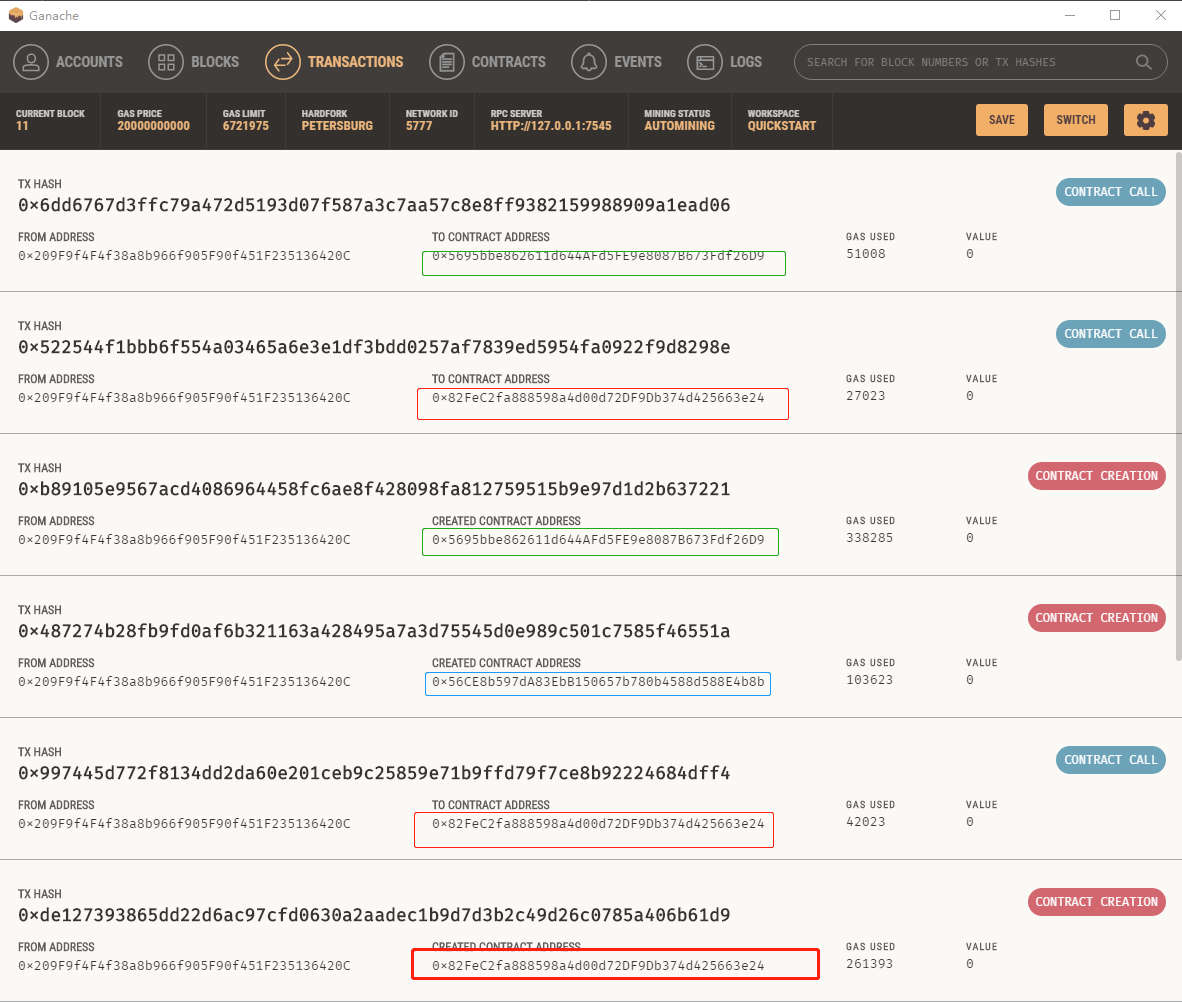 Ganache
ACCOUNTS BLOCKS TRANSACTIONS CONTRACTS EVENTS LOGS SEARCH FOR BLOCK NUMBERS OR TX HASHES
CURRENT BLOCK GAS PRICE GAS LIMIT HARDFORK NETWORK ID RPC SERVER MINING STATUS WORKSPACE
11 20000000000 6721975 PETERSBURG 5777 HTTP://127.0.0.1:7545 AUTOMINING QUICKSTART
SAVE SWITCH
TX HASH
0×6dd6767d3ffc79a472d5193d07f587a3c7aa57c8e8ff9382159988909a1ead06 CONTRACT CALL
FROM ADDRESS TO CONTRACT ADDRESS GAS USED VALUE
0×209F9f4F4f38a8b966f905F90f451F235136420C 0×5695bbe862611d644AFd5FE9e8087B673Fdf26D9 51008 0
TX HASH
0×522544f1bbb6f554a03465a6e3e1df3bdd0257af7839ed5954fa0922f9d8298e CONTRACT CALL
FROM ADDRESS TO CONTRACT ADDRESS GAS USED VALUE
0×209F9f4F4f38a8b966f905F90f451F235136420C 0×82FeC2fa888598a4d00d72DF9Db374d425663e24 27023 0
TX HASH
0×b89105e9567acd4086964458fc6ae8f428098fa812759515b9e97d1d2b637221 CONTRACT CREATION
FROM ADDRESS CREATED CONTRACT ADDRESS GAS USED VALUE
0×209F9f4F4f38a8b966f905F90f451F235136420C 0×5695bbe862611d644AFd5FE9e8087B673Fdf26D9 338285 0
TX HASH
0×487274b28fb9fd0af6b321163a428495a7a3d75545d0e989c501c7585f46551a CONTRACT CREATION
FROM ADDRESS CREATED CONTRACT ADDRESS GAS USED VALUE
0×209F9f4F4f38a8b966f905F90f451F235136420C 0×56CE8b597dA83EbB150657b780b4588d588E4b8b 103623 0
TX HASH
0×997445d772f8134dd2da60e201ceb9c25859e71b9ffd79f7ce8b92224684dff4 CONTRACT CALL
FROM ADDRESS TO CONTRACT ADDRESS GAS USED VALUE
0×209F9f4F4f38a8b966f905F90f451F235136420C 0×82FeC2fa888598a4d00d72DF9Db374d425663e24 42023 0
TX HASH
0×de127393865dd22d6ac97cfd0630a2aadec1b9d7d3b2c49d26c0785a406b61d9 CONTRACT CREATION
FROM ADDRESS CREATED CONTRACT ADDRESS GAS USED VALUE
0×209F9f4F4f38a8b966f905F90f451F235136420C 0×82FeC2fa888598a4d00d72DF9Db374d425663e24 261393 0